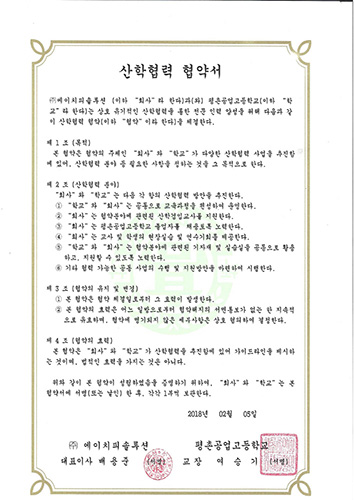 산학협력 협약서
㈜에이치피솔루션 (이하 "회사"라 한다)과(와) 평촌공업고등학교(이하 "학
교"라 한다)는 상호 유기적인 산학협력을 통한 전문 인력 양성을 위해 다음과 같
이 산학협력 협약(이하 "협약"이라 한다)을 체결한다.
제 1 조 (목적)
본 협약은 협약의 주체인 "회사"와 "학교"가 다양한 산학협력 사업을 추진함
에 있어, 산학협력 분야 등 필요한 사항을 정하는 것을 그 목적으로 한다.
제 2 조 (산학협력 분야)
"회사"와 "학교"는 다음 각 항의 산학협력 방안을 추진한다.
① "학교"와 "회사"는 공동으로 교육과정을 편성하여 운영한다.
② "회사"는 협약분야에 관련된 산학겸임교사를 지원한다.
③ "회사"는 평촌공업고등학교 졸업자를 채용토록 노력한다.
④ "회사"는 교사 및 학생의 현장실습 및 연수기회를 제공한다.
⑤ "학교"와 "회사"는 협약분야에 관련된 기자재 및 실습실을 공동으로 활용
하고, 지원할 수 있도록 노력한다.
⑥ 기타 협력 가능한 공동 사업의 수행 및 지원방안을 마련하여 시행한다.
제 3 조 (협약의 유지 및 변경)
① 본 협약은 협약 체결일로부터 그 효력이 발생한다.
② 본 협약의 효력은 어느 일방으로부터 협약해지의 서면통보가 없는 한 지속적
으로 유효하며, 협약에 명기되지 않은 세부사항은 상호 협의하여 결정한다.
제 4 조 (협약의 효력)
본 협약은 "회사"와 "학교"가 산학협력을 추진함에 있어 가이드라인을 제시하
는 것이며, 법적인 효력을 가지는 것은 아니다.
위와 같이 본 협약이 성립하였음을 증명하기 위하여, "회사"와 "학교"는 본
협약서에 서명(또는 날인) 한 후, 각각 1부씩 보관한다.
2018년 02월 05일
㈜ 에이치피솔루션 평촌공업고등학교
대표이사 배용준 (서명) 교장 여승기 (서명)